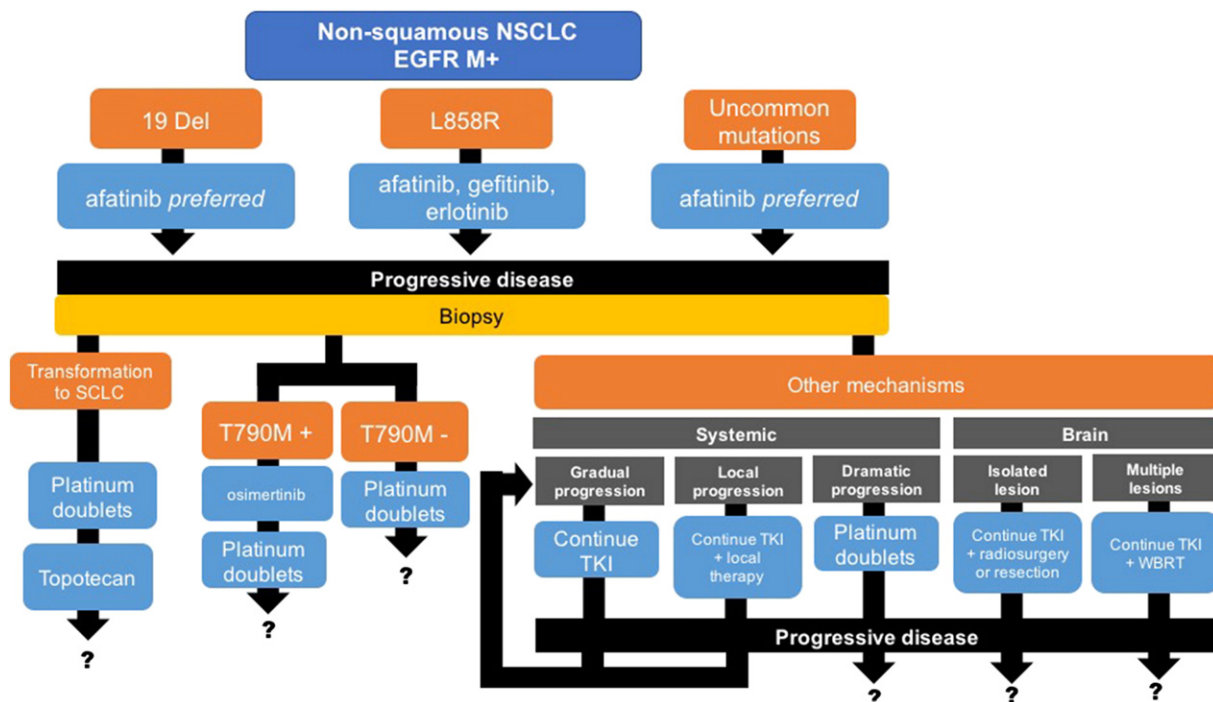 Non-squamous NSCLC
EGFR M+
19 Del
L858R
Uncommon
mutations
afatinib preferred
afatinib, gefitinib,
erlotinib
afatinib preferred
Progressive disease
Biopsy
Transformation
to SCLC
Platinum
doublets
Topotecan
?
T790M +
osimertinib
Platinum
doublets
?
T790M -
Platinum
doublets
?
Other mechanisms
Systemic
Brain
Gradual
progression
Local
progression
Dramatic
progression
Isolated
lesion
Multiple
lesions
Continue
TKI
Continue TKI
+ local
therapy
Platinum
doublets
Continue TKI
+ radiosurgery
or resection
Continue TKI
+ WBRT
Progressive disease
?
?
?